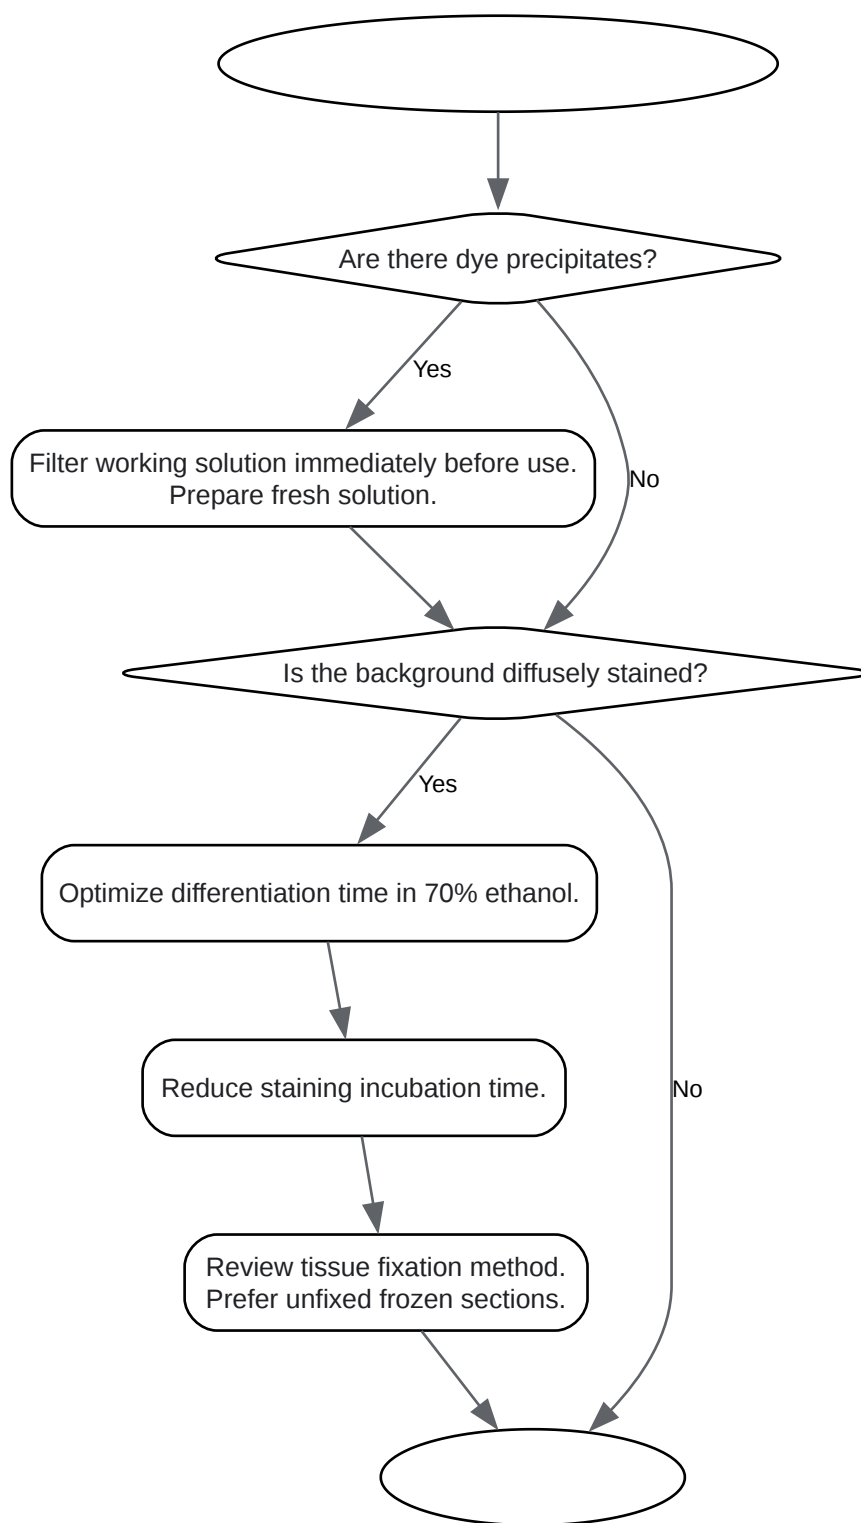 Are there dye precipitates?
Yes
Filter working solution immediately before use.
Prepare fresh solution.
No
Is the background diffusely stained?
Yes
Optimize differentiation time in 70% ethanol.
Reduce staining incubation time.
No
Review tissue fixation method.
Prefer unfixed frozen sections.